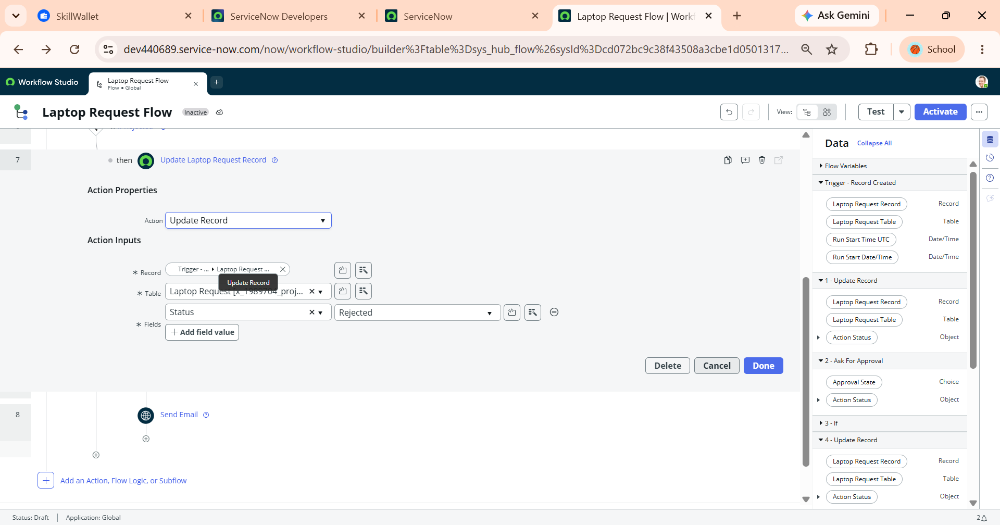 SkillWallet
ServiceNow Developers
ServiceNow
Laptop Request Flow | Workf
Ask Gemini
dev440689.service-now.com/now/workflow-studio/builder%3Ftable%3Dsys_hub_flow%26sysId%3Dcd072bc9c38f43508a3cbe1d0501317...
School
Workflow Studio
Laptop Request Flow
Flow • Global
Laptop Request Flow
Inactive
View:
Test
Activate
7
then
Update Laptop Request Record
Action Properties
Action
Update Record
Action Inputs
Record
Trigger - ...
Laptop Request ...
Update Record
Table
Laptop Request [x_1989704_proj...
Status
Rejected
Fields
Add field value
Delete
Cancel
Done
8
Send Email
Add an Action, Flow Logic, or Subflow
Data
Collapse All
Flow Variables
Trigger - Record Created
Laptop Request Record
Record
Laptop Request Table
Table
Run Start Time UTC
Date/Time
Run Start Date/Time
Date/Time
1 - Update Record
Laptop Request Record
Record
Laptop Request Table
Table
Action Status
Object
2 - Ask For Approval
Approval State
Choice
Action Status
Object
3 - If
4 - Update Record
Laptop Request Record
Record
Laptop Request Table
Table
Action Status
Object
Status: Draft
Application: Global
2